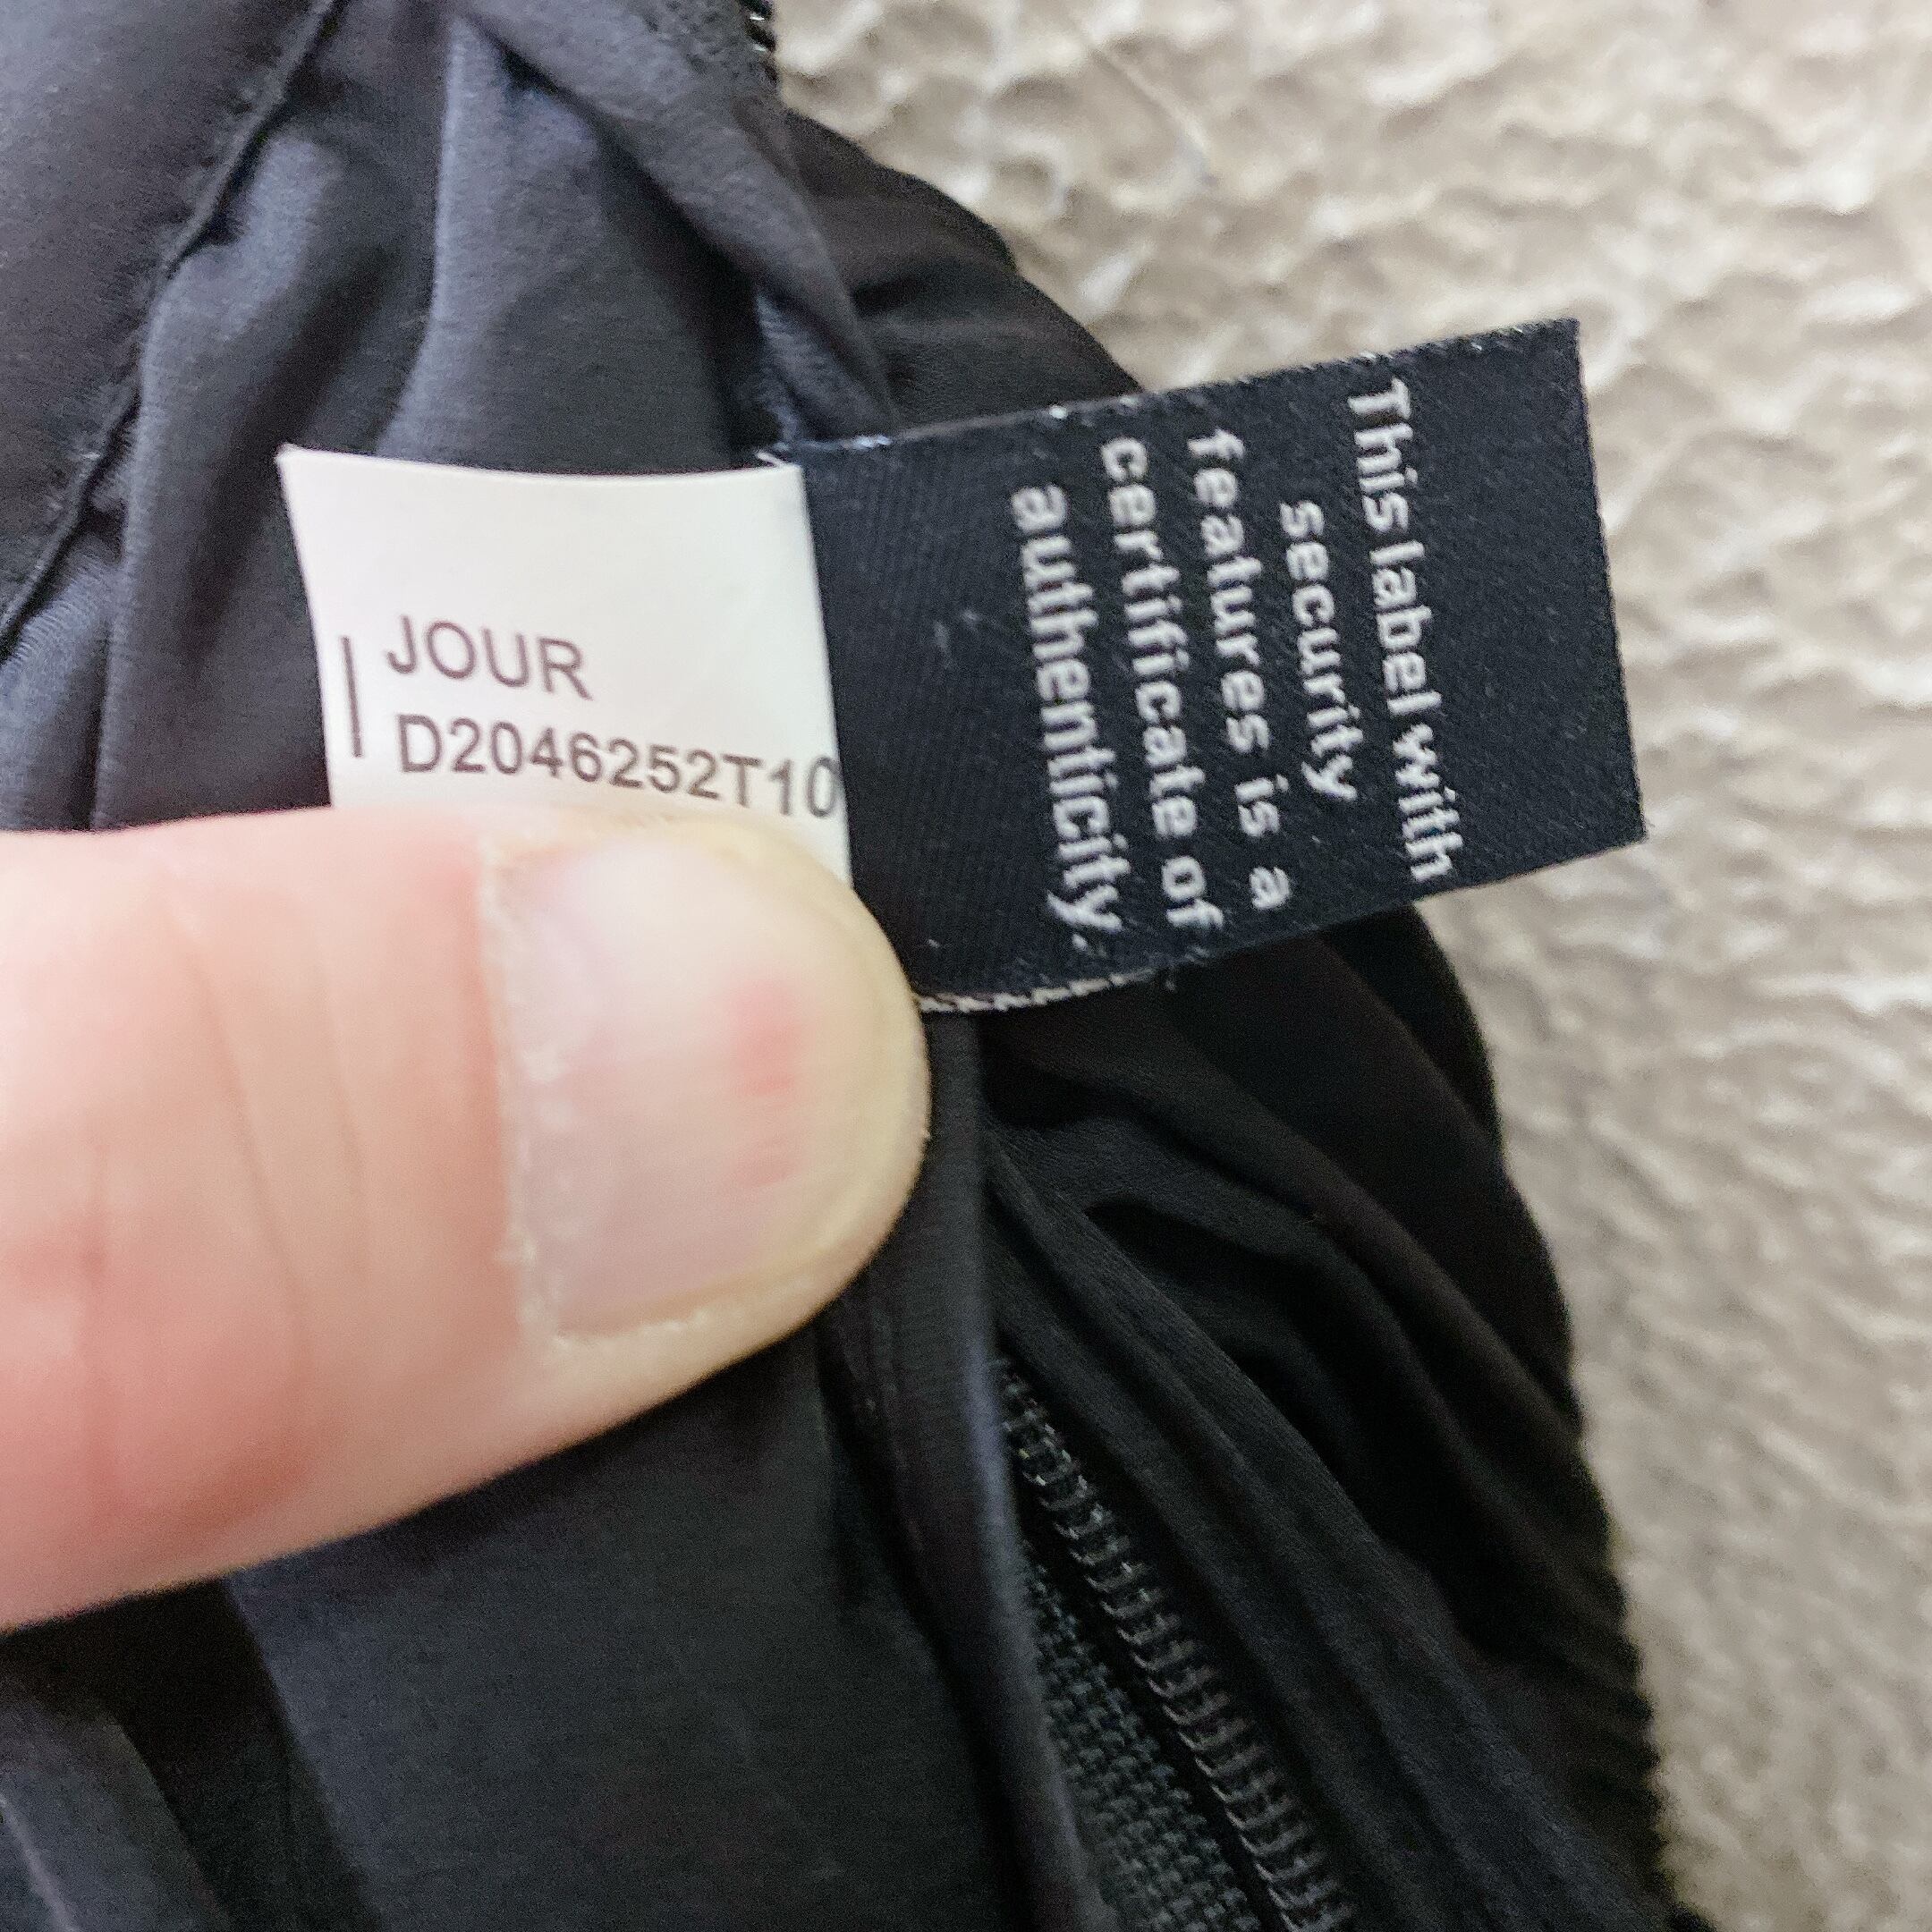 JOUR
D2046252T10
This label with
security
features is a
certificate of
authenticity.